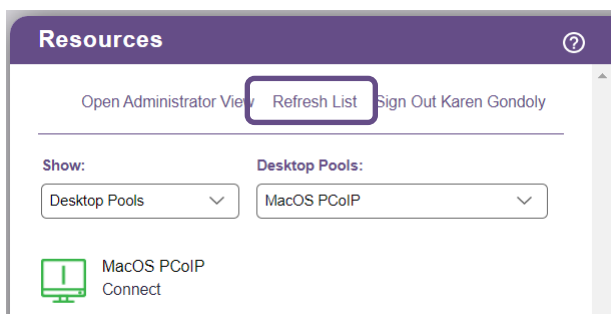 Resources
Open Administrator View Refresh List Sign Out Karen Gondoly
Show: Desktop Pools:
Desktop Pools MacOS PCoIP
MacOS PCoIP
Connect